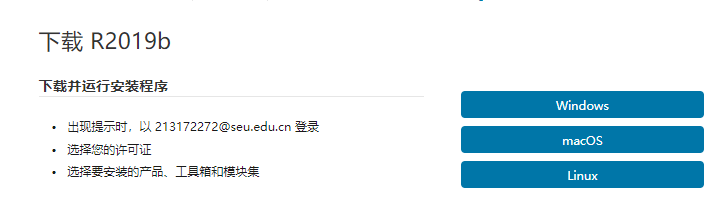 下载 R2019b
下载并运行安装程序
• 出现提示时，以 213172272@seu.edu.cn 登录
• 选择您的许可证
• 选择要安装的产品、工具箱和模块集
Windows
macOS
Linux